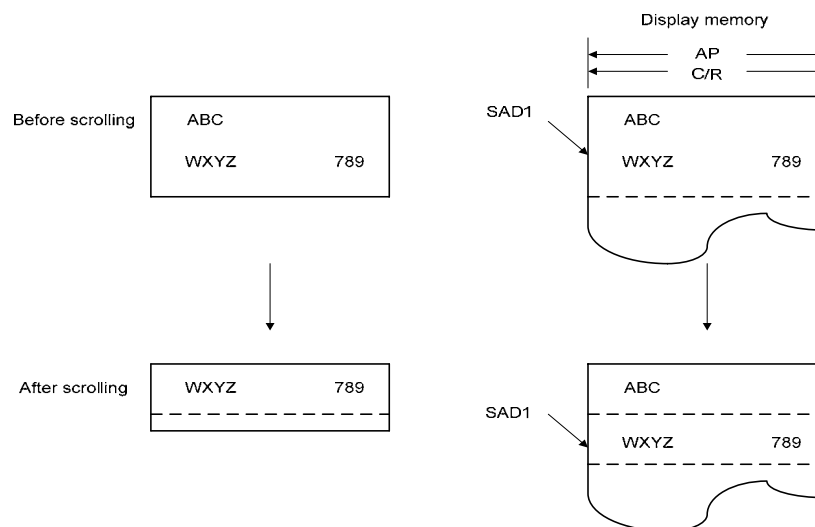 Display memory
AP
C/R
Before scrolling
ABC
WXYZ 789
SAD1
ABC
WXYZ 789
After scrolling
WXYZ 789
SAD1
ABC
WXYZ 789